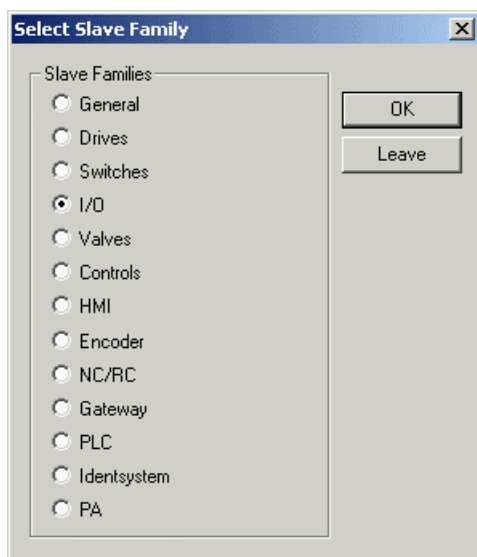 Select Slave Family
Slave Families
General
Drives
Switches
I/O
Valves
Controls
HMI
Encoder
NC/RC
Gateway
PLC
Identsystem
PA
OK
Leave